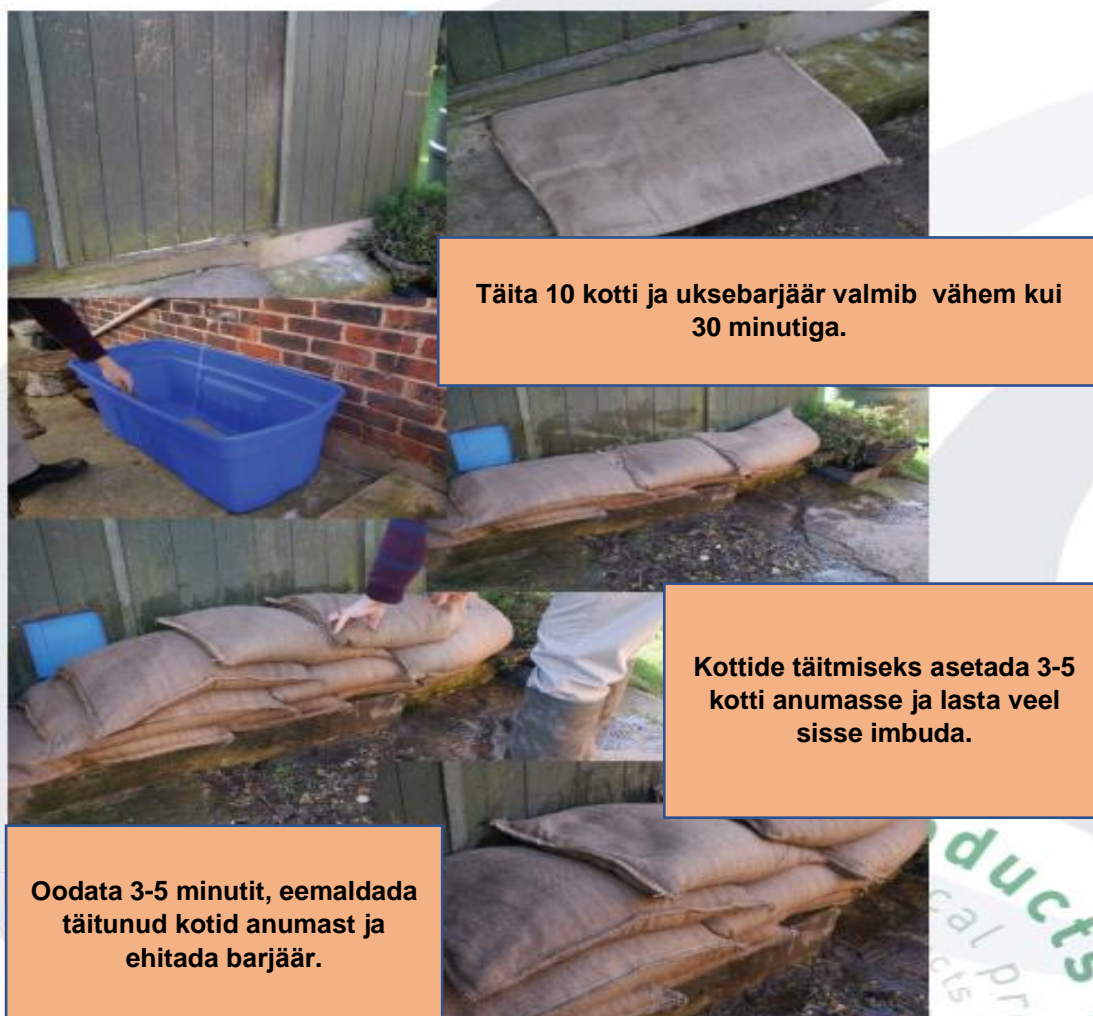 Täita 10 kotti ja uksebarjäär valmib vähem kui
30 minutiga.
Kottide täitmiseks asetada 3-5
kotti anumasse ja lasta veel
sisse imbuda.
Oodata 3-5 minutit, eemaldada
täitunud kotid anumast ja
ehitada barjäär.